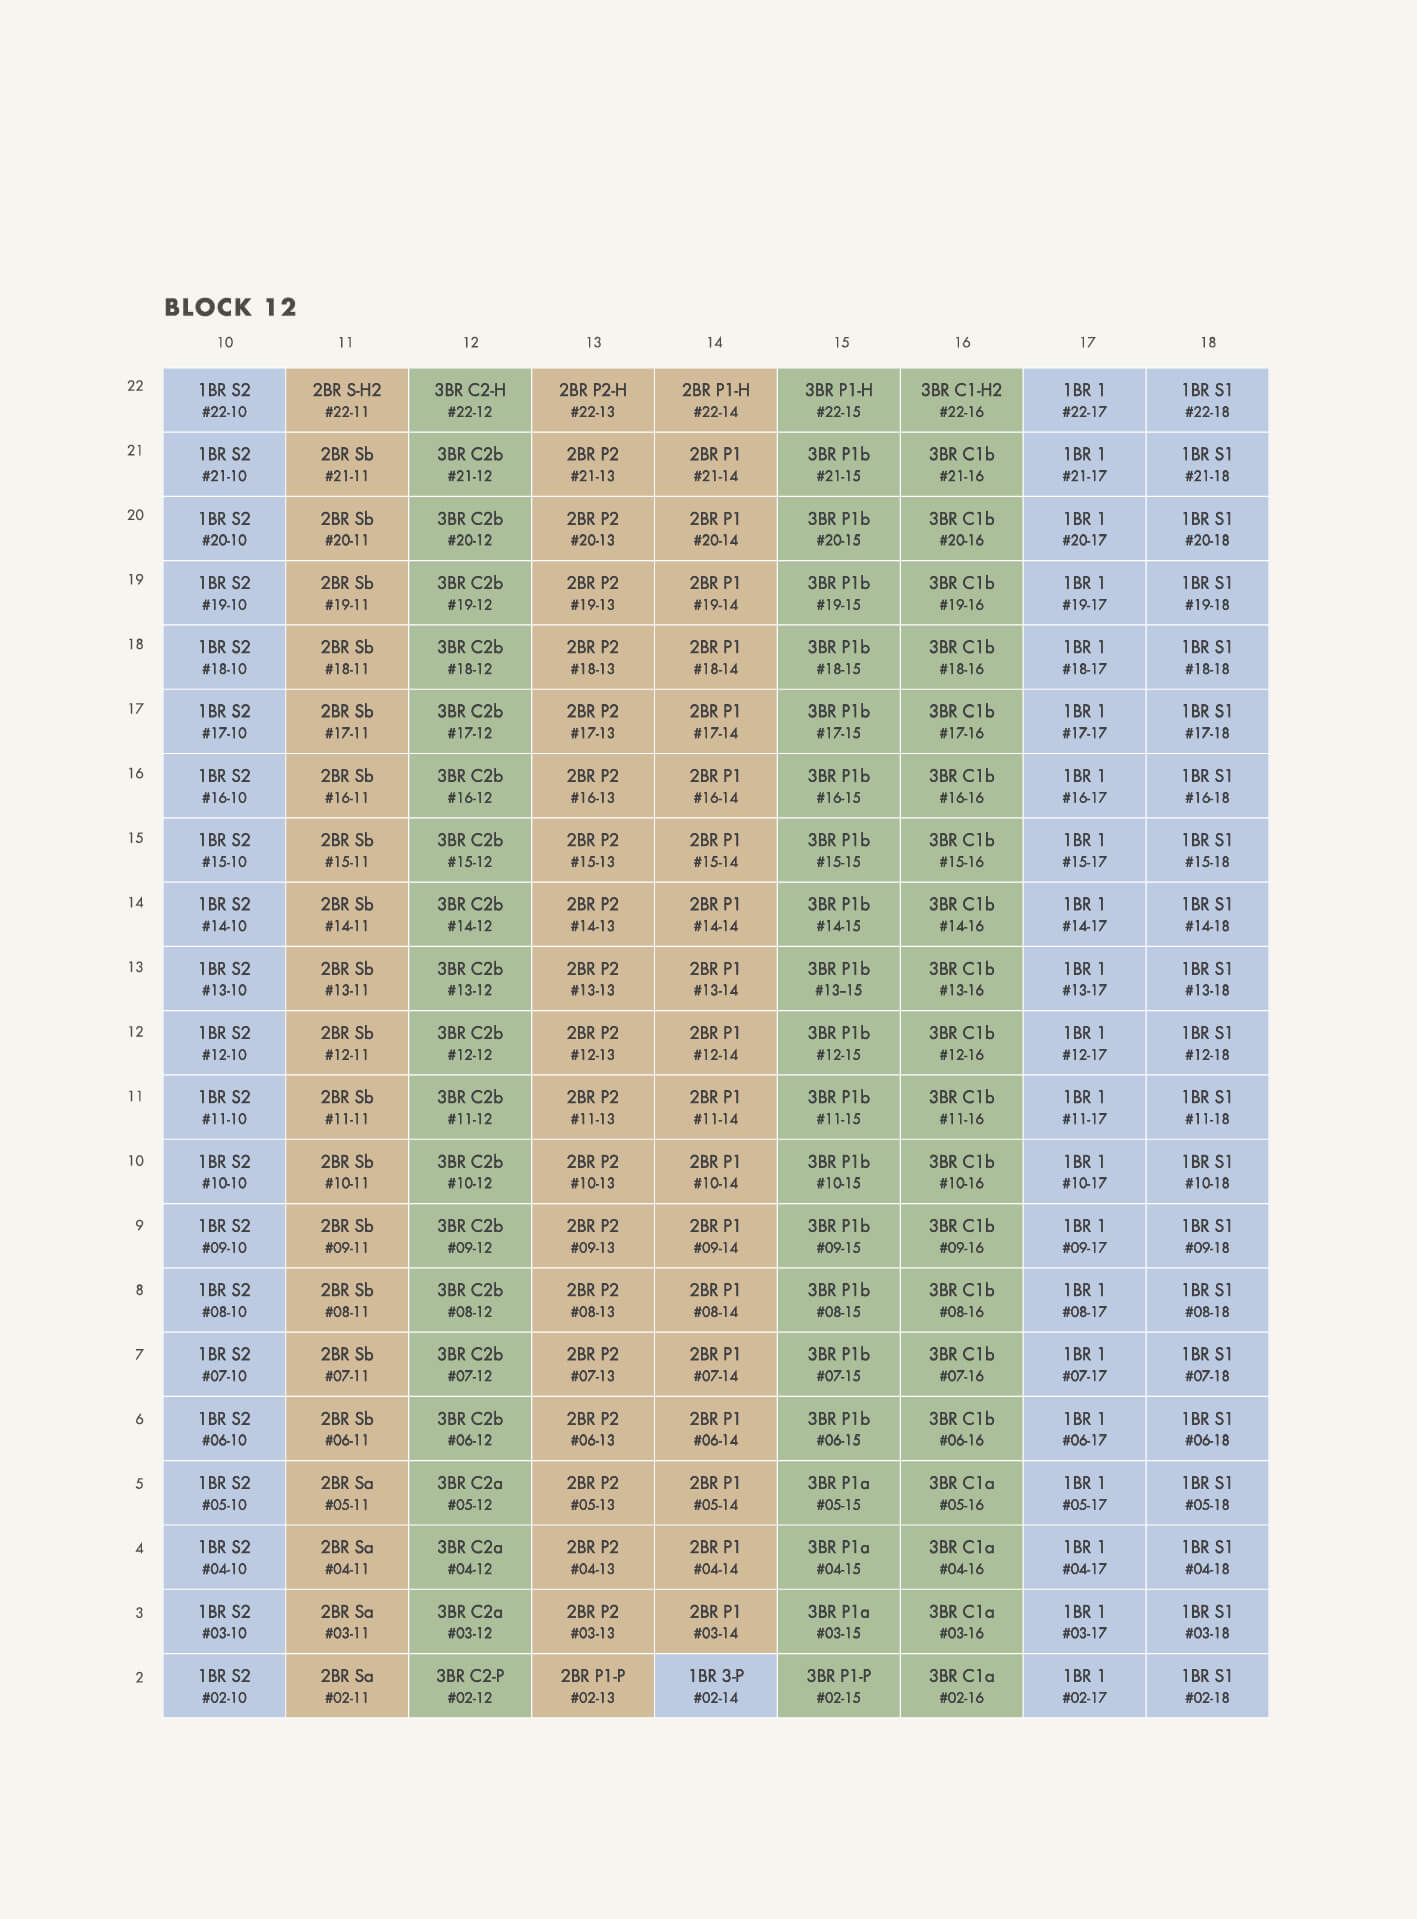 BLOCK 12
10 11 12 13 14 15 16 17 18
22 1BR S2 2BR S-H2 3BR C2-H 2BR P2-H 2BR P1-H 3BR P1-H 3BR C1-H2 1BR 1 1BR S1
#22-10 #22-11 #22-12 #22-13 #22-14 #22-15 #22-16 #22-17 #22-18
21 1BR S2 2BR Sb 3BR C2b 2BR P2 2BR P1 3BR P1b 3BR C1b 1BR 1 1BR S1
#21-10 #21-11 #21-12 #21-13 #21-14 #21-15 #21-16 #21-17 #21-18
20 1BR S2 2BR Sb 3BR C2b 2BR P2 2BR P1 3BR P1b 3BR C1b 1BR 1 1BR S1
#20-10 #20-11 #20-12 #20-13 #20-14 #20-15 #20-16 #20-17 #20-18
19 1BR S2 2BR Sb 3BR C2b 2BR P2 2BR P1 3BR P1b 3BR C1b 1BR 1 1BR S1
#19-10 #19-11 #19-12 #19-13 #19-14 #19-15 #19-16 #19-17 #19-18
18 1BR S2 2BR Sb 3BR C2b 2BR P2 2BR P1 3BR P1b 3BR C1b 1BR 1 1BR S1
#18-10 #18-11 #18-12 #18-13 #18-14 #18-15 #18-16 #18-17 #18-18
17 1BR S2 2BR Sb 3BR C2b 2BR P2 2BR P1 3BR P1b 3BR C1b 1BR 1 1BR S1
#17-10 #17-11 #17-12 #17-13 #17-14 #17-15 #17-16 #17-17 #17-18
16 1BR S2 2BR Sb 3BR C2b 2BR P2 2BR P1 3BR P1b 3BR C1b 1BR 1 1BR S1
#16-10 #16-11 #16-12 #16-13 #16-14 #16-15 #16-16 #16-17 #16-18
15 1BR S2 2BR Sb 3BR C2b 2BR P2 2BR P1 3BR P1b 3BR C1b 1BR 1 1BR S1
#15-10 #15-11 #15-12 #15-13 #15-14 #15-15 #15-16 #15-17 #15-18
14 1BR S2 2BR Sb 3BR C2b 2BR P2 2BR P1 3BR P1b 3BR C1b 1BR 1 1BR S1
#14-10 #14-11 #14-12 #14-13 #14-14 #14-15 #14-16 #14-17 #14-18
13 1BR S2 2BR Sb 3BR C2b 2BR P2 2BR P1 3BR P1b 3BR C1b 1BR 1 1BR S1
#13-10 #13-11 #13-12 #13-13 #13-14 #13–15 #13-16 #13-17 #13-18
12 1BR S2 2BR Sb 3BR C2b 2BR P2 2BR P1 3BR P1b 3BR C1b 1BR 1 1BR S1
#12-10 #12-11 #12-12 #12-13 #12-14 #12-15 #12-16 #12-17 #12-18
11 1BR S2 2BR Sb 3BR C2b 2BR P2 2BR P1 3BR P1b 3BR C1b 1BR 1 1BR S1
#11-10 #11-11 #11-12 #11-13 #11-14 #11-15 #11-16 #11-17 #11-18
10 1BR S2 2BR Sb 3BR C2b 2BR P2 2BR P1 3BR P1b 3BR C1b 1BR 1 1BR S1
#10-10 #10-11 #10-12 #10-13 #10-14 #10-15 #10-16 #10-17 #10-18
9 1BR S2 2BR Sb 3BR C2b 2BR P2 2BR P1 3BR P1b 3BR C1b 1BR 1 1BR S1
#09-10 #09-11 #09-12 #09-13 #09-14 #09-15 #09-16 #09-17 #09-18
8 1BR S2 2BR Sb 3BR C2b 2BR P2 2BR P1 3BR P1b 3BR C1b 1BR 1 1BR S1
#08-10 #08-11 #08-12 #08-13 #08-14 #08-15 #08-16 #08-17 #08-18
7 1BR S2 2BR Sb 3BR C2b 2BR P2 2BR P1 3BR P1b 3BR C1b 1BR 1 1BR S1
#07-10 #07-11 #07-12 #07-13 #07-14 #07-15 #07-16 #07-17 #07-18
6 1BR S2 2BR Sb 3BR C2b 2BR P2 2BR P1 3BR P1b 3BR C1b 1BR 1 1BR S1
#06-10 #06-11 #06-12 #06-13 #06-14 #06-15 #06-16 #06-17 #06-18
5 1BR S2 2BR Sa 3BR C2a 2BR P2 2BR P1 3BR P1a 3BR C1a 1BR 1 1BR S1
#05-10 #05-11 #05-12 #05-13 #05-14 #05-15 #05-16 #05-17 #05-18
4 1BR S2 2BR Sa 3BR C2a 2BR P2 2BR P1 3BR P1a 3BR C1a 1BR 1 1BR S1
#04-10 #04-11 #04-12 #04-13 #04-14 #04-15 #04-16 #04-17 #04-18
3 1BR S2 2BR Sa 3BR C2a 2BR P2 2BR P1 3BR P1a 3BR C1a 1BR 1 1BR S1
#03-10 #03-11 #03-12 #03-13 #03-14 #03-15 #03-16 #03-17 #03-18
2 1BR S2 2BR Sa 3BR C2-P 2BR P1-P 1BR 3-P 3BR P1-P 3BR C1a 1BR 1 1BR S1
#02-10 #02-11 #02-12 #02-13 #02-14 #02-15 #02-16 #02-17 #02-18